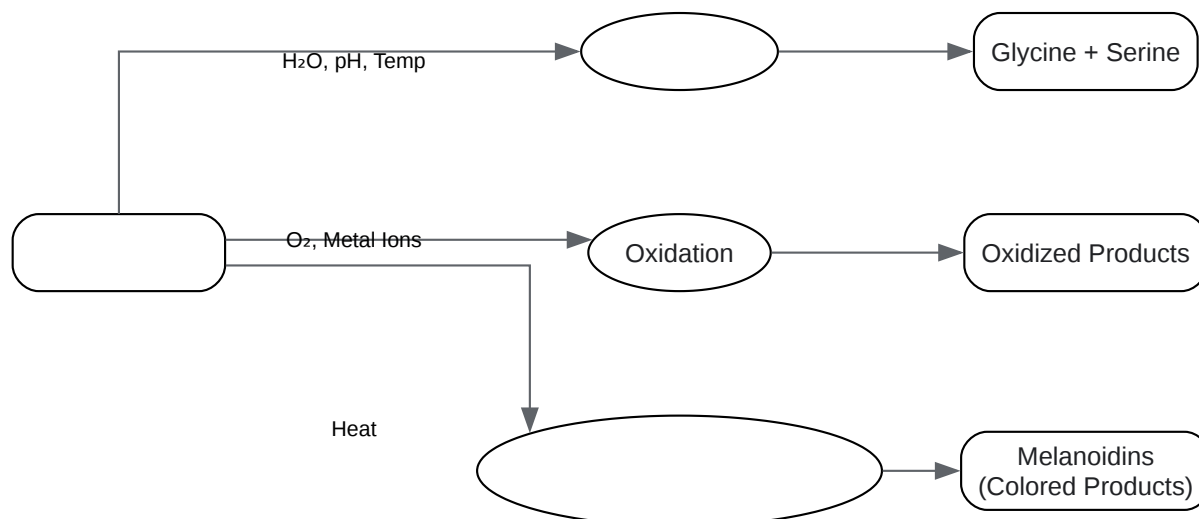 H₂O, pH, Temp
Glycine + Serine
O₂, Metal Ions
Oxidation
Oxidized Products
Heat
Melanoidins
(Colored Products)